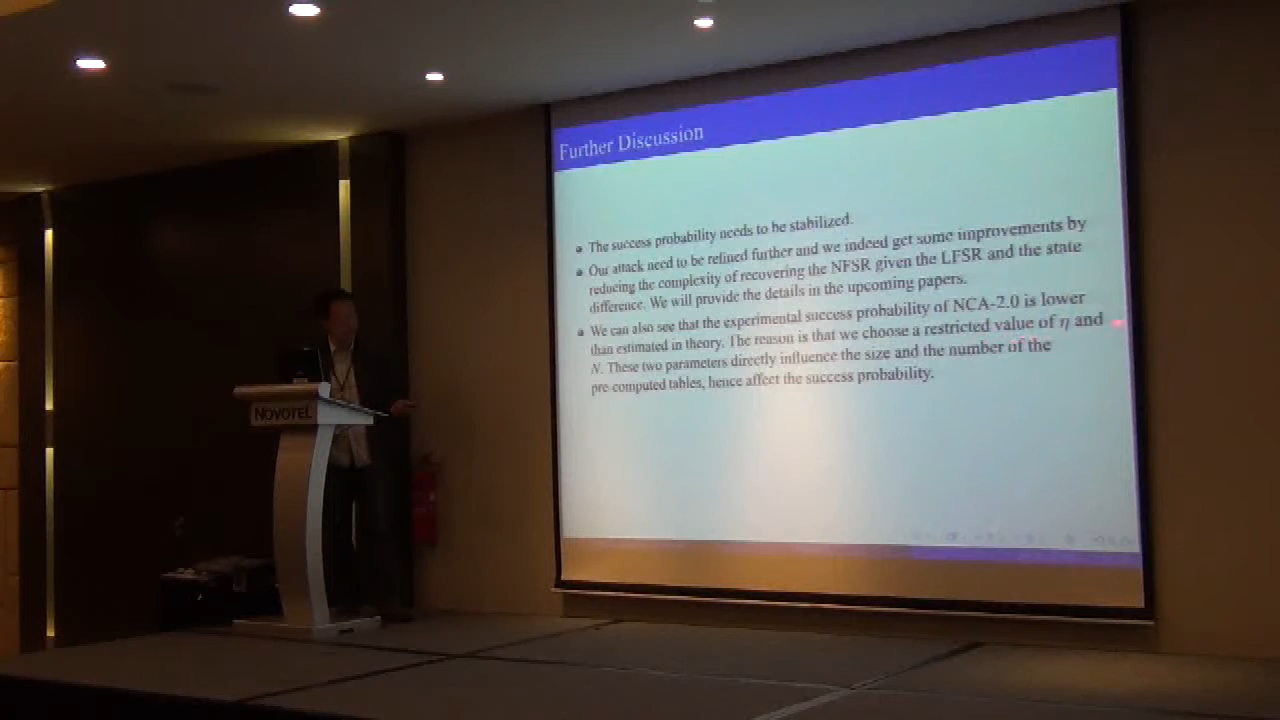 Further Discussion
The success probability needs to be stabilized.
Our attack need to be refined further and we indeed get some improvements by
reducing the complexity of recovering the NFSR given the LFSR and the state
difference. We will provide the details in the upcoming papers.
We can also see that the experimental success probability of NCA-2.0 is lower
than estimated in theory. The reason is that we choose a restricted value of η and
N. These two parameters directly influence the size and the number of the
pre-computed tables, hence affect the success probability.
NOVOTEL